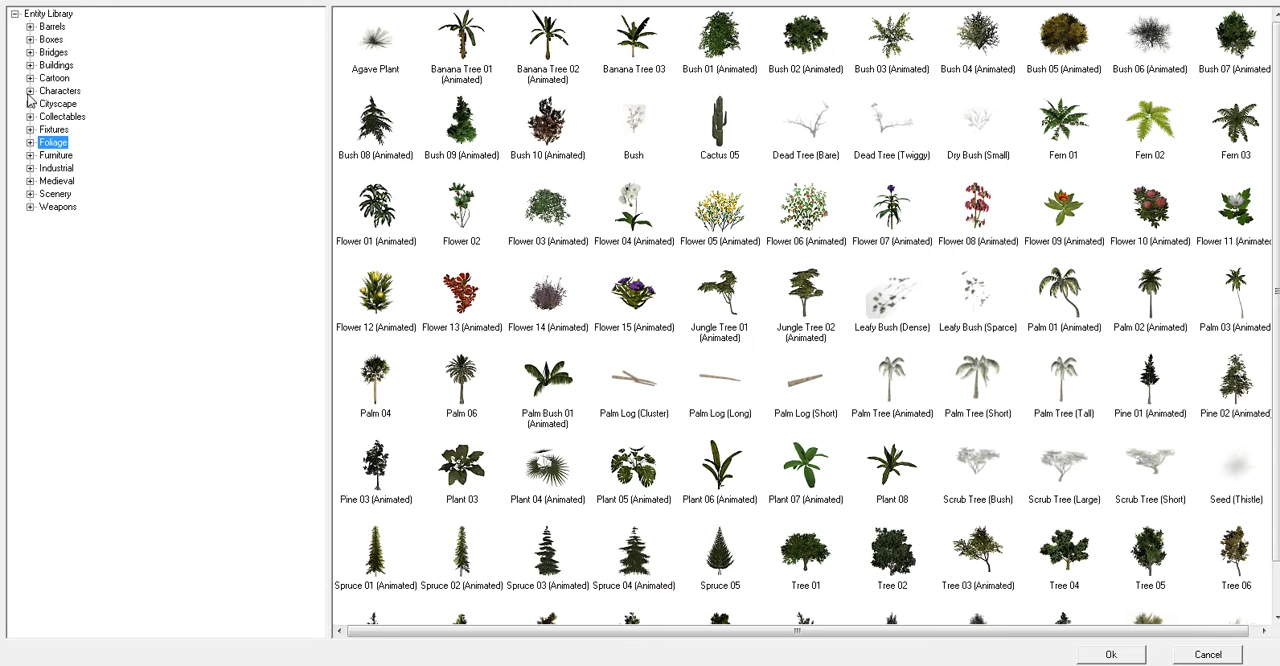 Entity Library
Barrels
Boxes
Bridges
Buildings
Cartoon
Characters
Cityscape
Collectables
Fixtures
Foliage
Furniture
Industrial
Medieval
Scenery
Weapons
Agave Plant
Banana Tree 01
(Animated)
Banana Tree 02
(Animated)
Banana Tree 03
Bush 01 (Animated)
Bush 02 (Animated)
Bush 03 (Animated)
Bush 04 (Animated)
Bush 05 (Animated)
Bush 06 (Animated)
Bush 07 (Animated)
Bush 08 (Animated)
Bush 09 (Animated)
Bush 10 (Animated)
Bush
Cactus 05
Dead Tree (Bare)
Dead Tree (Twiggy)
Dry Bush (Small)
Fern 01
Fern 02
Fern 03
Flower 01 (Animated)
Flower 02
Flower 03 (Animated)
Flower 04 (Animated)
Flower 05 (Animated)
Flower 06 (Animated)
Flower 07 (Animated)
Flower 08 (Animated)
Flower 09 (Animated)
Flower 10 (Animated)
Flower 11 (Animated
Flower 12 (Animated)
Flower 13 (Animated)
Flower 14 (Animated)
Flower 15 (Animated)
Jungle Tree 01
(Animated)
Jungle Tree 02
(Animated)
Leafy Bush (Dense)
Leafy Bush (Sparce)
Palm 01 (Animated)
Palm 02 (Animated)
Palm 03 (Animated
Palm 04
Palm 06
Palm Bush 01
(Animated)
Palm Log (Cluster)
Palm Log (Long)
Palm Log (Short)
Palm Tree (Animated)
Palm Tree (Short)
Palm Tree (Tall)
Pine 01 (Animated)
Pine 02 (Animated
Pine 03 (Animated)
Plant 03
Plant 04 (Animated)
Plant 05 (Animated)
Plant 06 (Animated)
Plant 07 (Animated)
Plant 08
Scrub Tree (Bush)
Scrub Tree (Large)
Scrub Tree (Short)
Seed (Thistle)
Spruce 01 (Animated)
Spruce 02 (Animated)
Spruce 03 (Animated)
Spruce 04 (Animated)
Spruce 05
Tree 01
Tree 02
Tree 03 (Animated)
Tree 04
Tree 05
Tree 06
Ok
Cancel